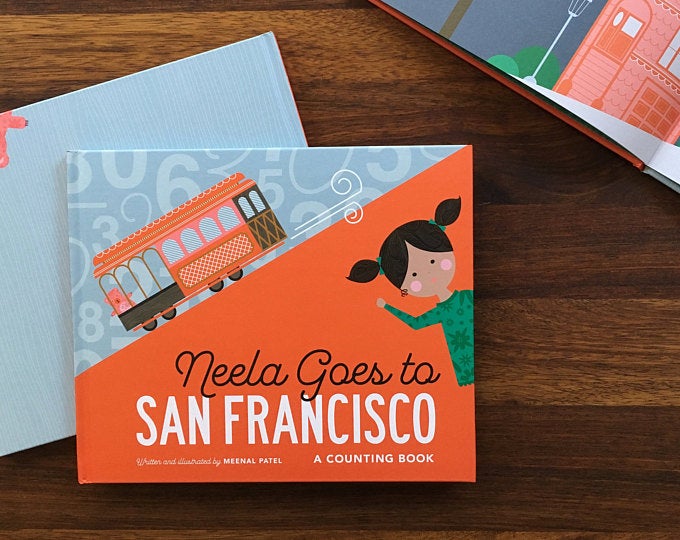 Neela Goes to
SAN FRANCISCO
Written and illustrated by MEENAL PATEL
A COUNTING BOOK